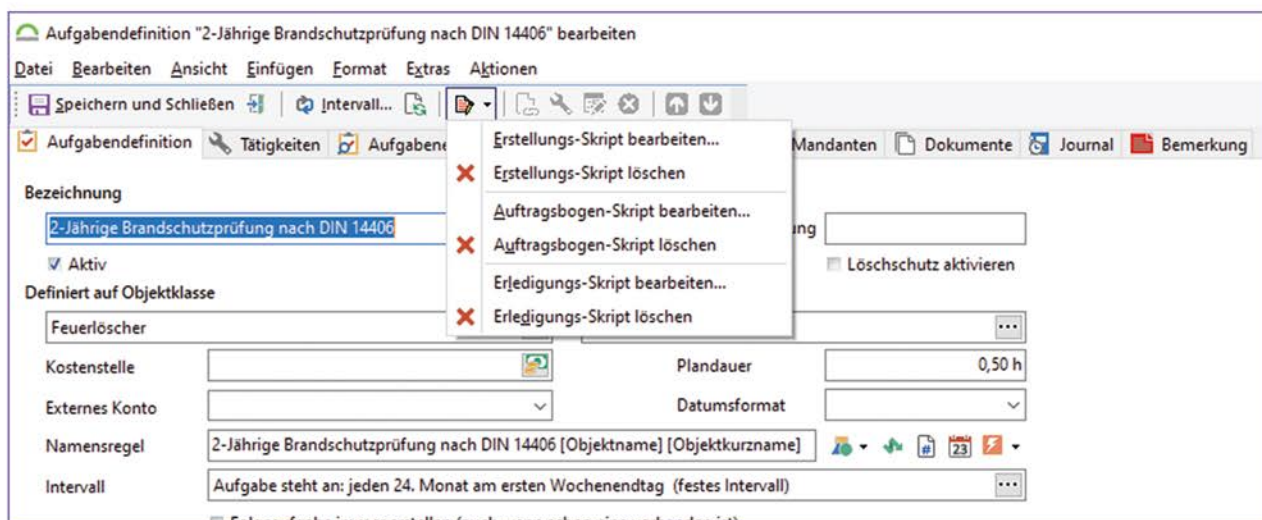 Aufgabendefinition "2-Jährige Brandschutzprüfung nach DIN 14406" bearbeiten
Datei Bearbeiten Ansicht Einfügen Format Extras Aktionen
Speichern und Schließen Intervall...
Aufgabendefinition Tätigkeiten Mandanten Dokumente Journal Bemerkung
Erstellungs-Skript bearbeiten...
Erstellungs-Skript löschen
Auftragsbogen-Skript bearbeiten...
Auftragsbogen-Skript löschen
Erledigungs-Skript bearbeiten...
Erledigungs-Skript löschen
Bezeichnung
2-Jährige Brandschutzprüfung nach DIN 14406
Aktiv Löschschutz aktivieren
Definiert auf Objektklasse
Feuerlöscher
Kostenstelle Plandauer 0,50 h
Externes Konto Datumsformat
Namensregel 2-Jährige Brandschutzprüfung nach DIN 14406 [Objektname] [Objektkurzname] # 23
Intervall Aufgabe steht an: jeden 24. Monat am ersten Wochenendtag (festes Intervall)